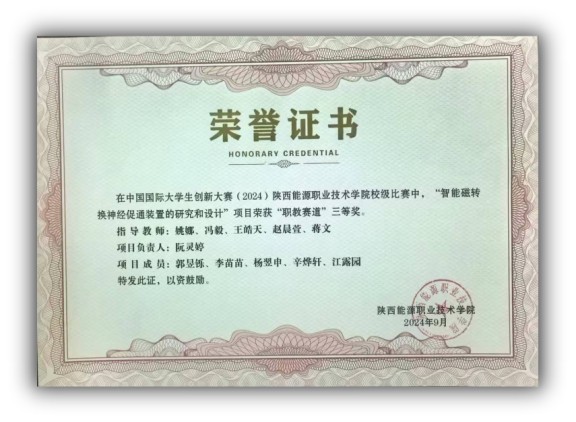 荣誉证书
HONORARY CREDENTIAL
在中国国际大学生创新大赛（2024）陕西能源职业技术学院校级比赛中，“智能磁转
换神经促通装置的研究和设计”项目荣获“职教赛道”三等奖。
指导教师：姚娜、冯毅、王皓天、赵晨萱、蒋文
项目负责人：阮灵婷
项目成员：郭昱铄、李苗苗、杨翌申、辛烨轩、江露园
特发此证，以资鼓励。
陕西能源职业技术学院
2024年9月